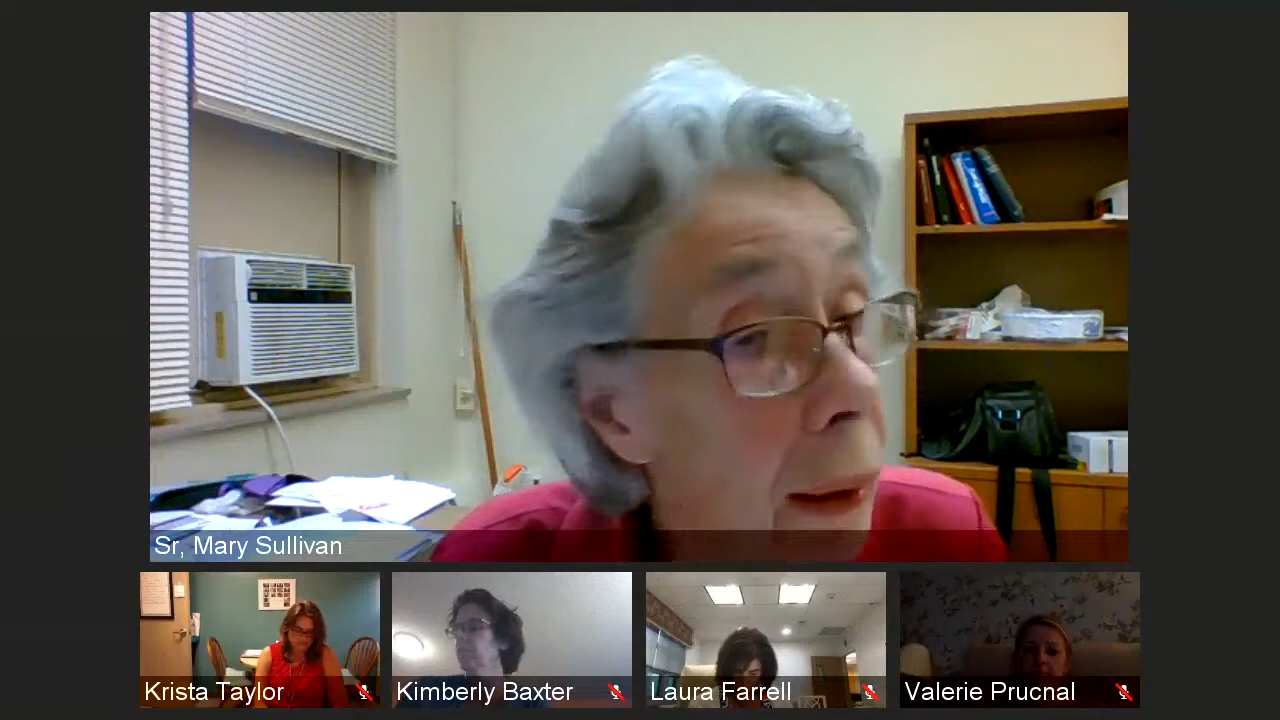 Sr, Mary Sullivan
Krista Taylor
Kimberly Baxter
Laura Farrell
Valerie Prucnal